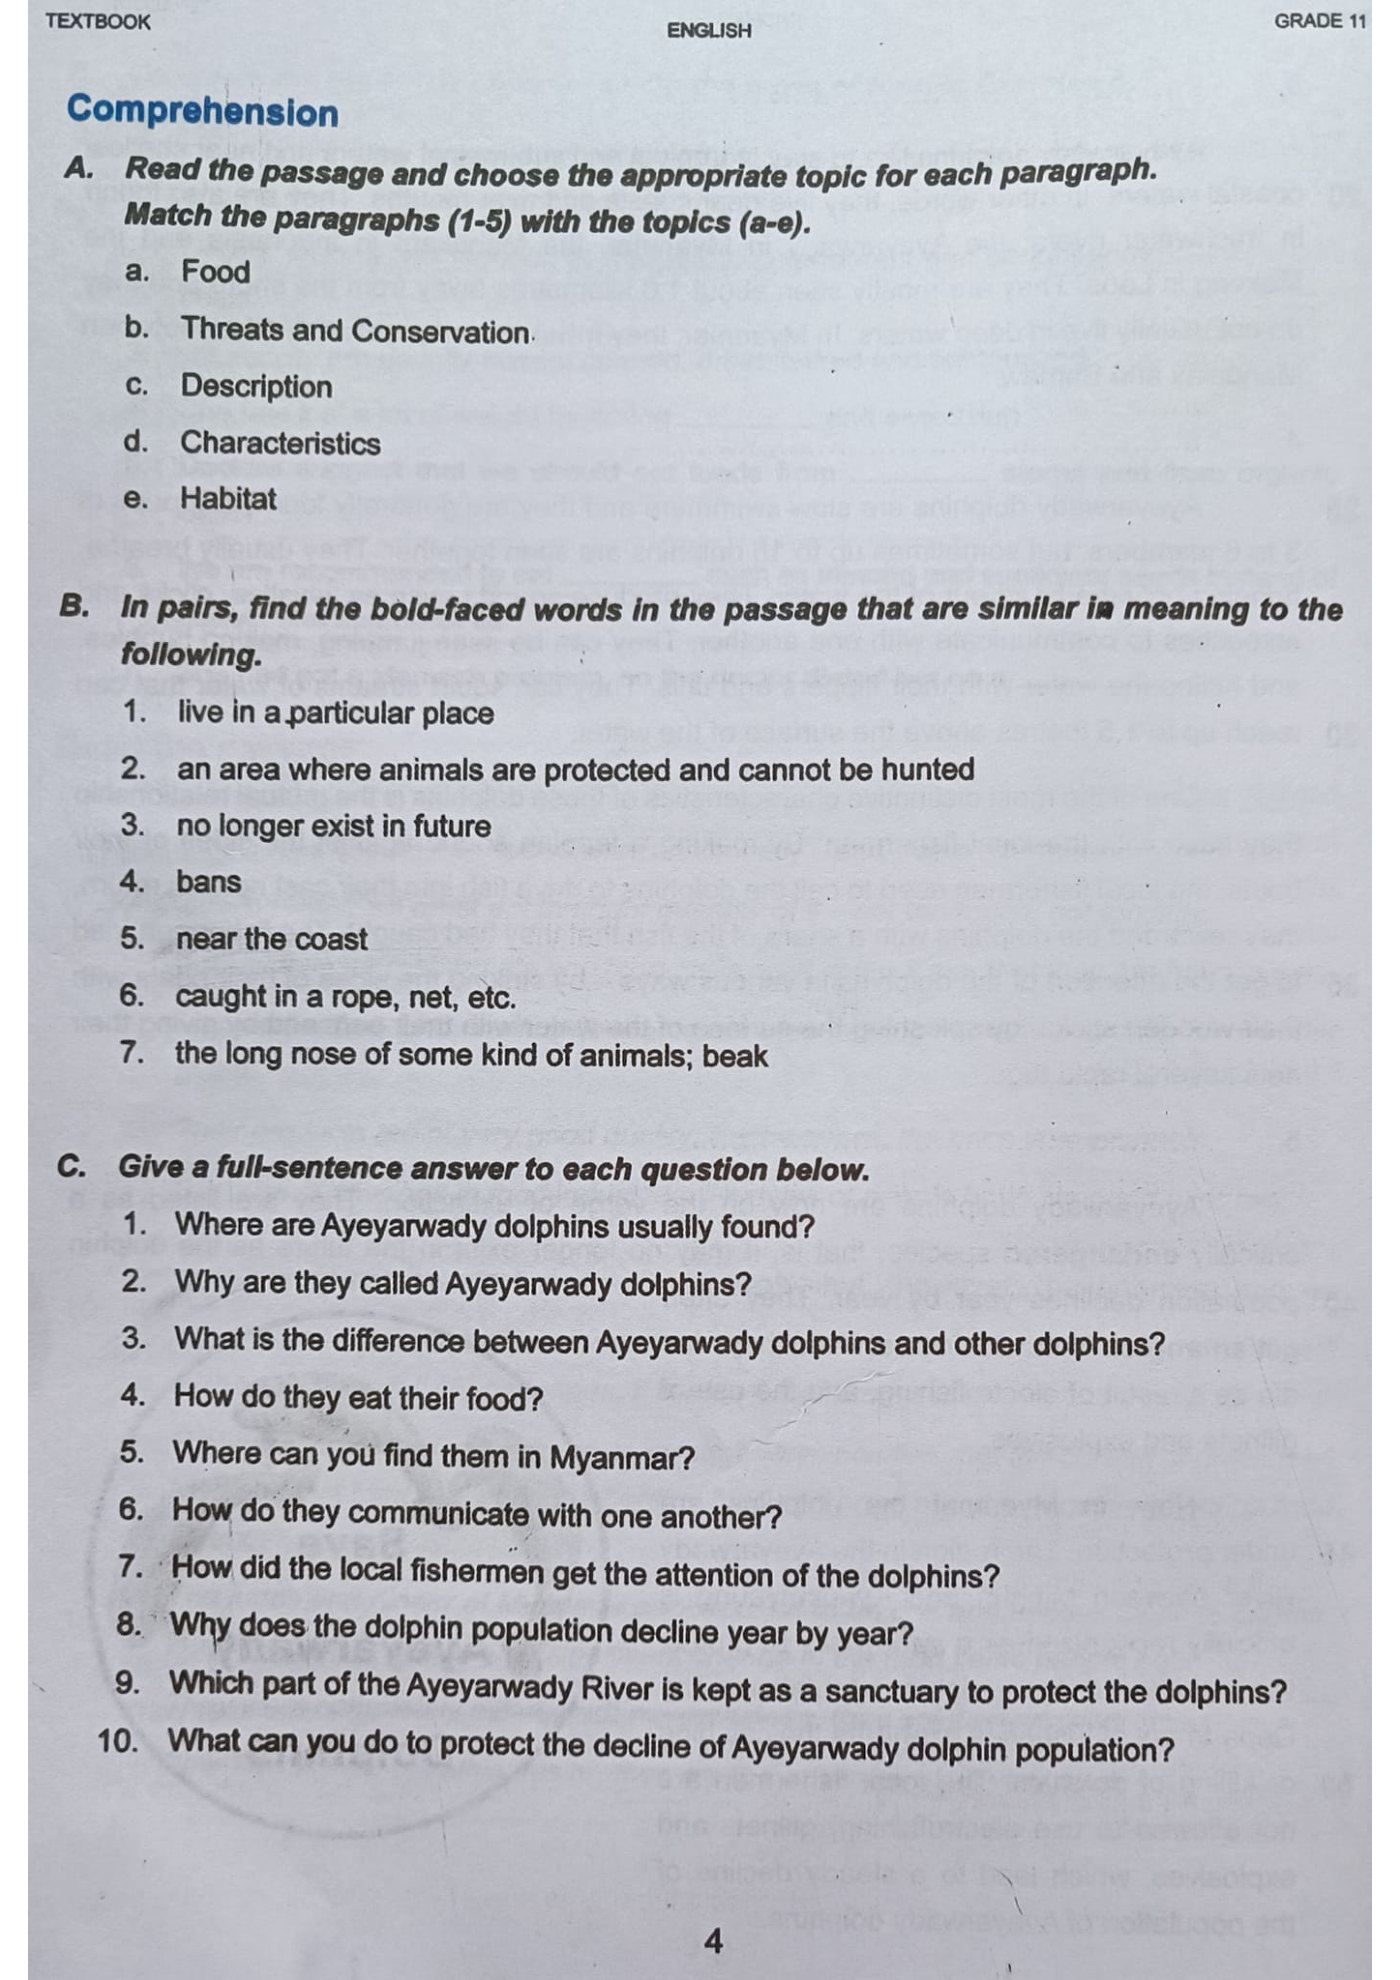 TEXTBOOK
ENGLISH
GRADE 11
Comprehension
A. Read the passage and choose the appropriate topic for each paragraph.
Match the paragraphs (1-5) with the topics (a-e).
a. Food
b. Threats and Conservation
c. Description
d. Characteristics
e. Habitat
B. In pairs, find the bold-faced words in the passage that are similar in meaning to the
following.
1. live in a particular place
2. an area where animals are protected and cannot be hunted
3. no longer exist in future
4. bans
5. near the coast
6. caught in a rope, net, etc.
7. the long nose of some kind of animals; beak
C. Give a full-sentence answer to each question below.
1. Where are Ayeyarwady dolphins usually found?
2. Why are they called Ayeyarwady dolphins?
3. What is the difference between Ayeyarwady dolphins and other dolphins?
4. How do they eat their food?
5. Where can you find them in Myanmar?
6. How do they communicate with one another?
7. How did the local fishermen get the attention of the dolphins?
8. Why does the dolphin population decline year by year?
9. Which part of the Ayeyarwady River is kept as a sanctuary to protect the dolphins?
10. What can you do to protect the decline of Ayeyarwady dolphin population?
4